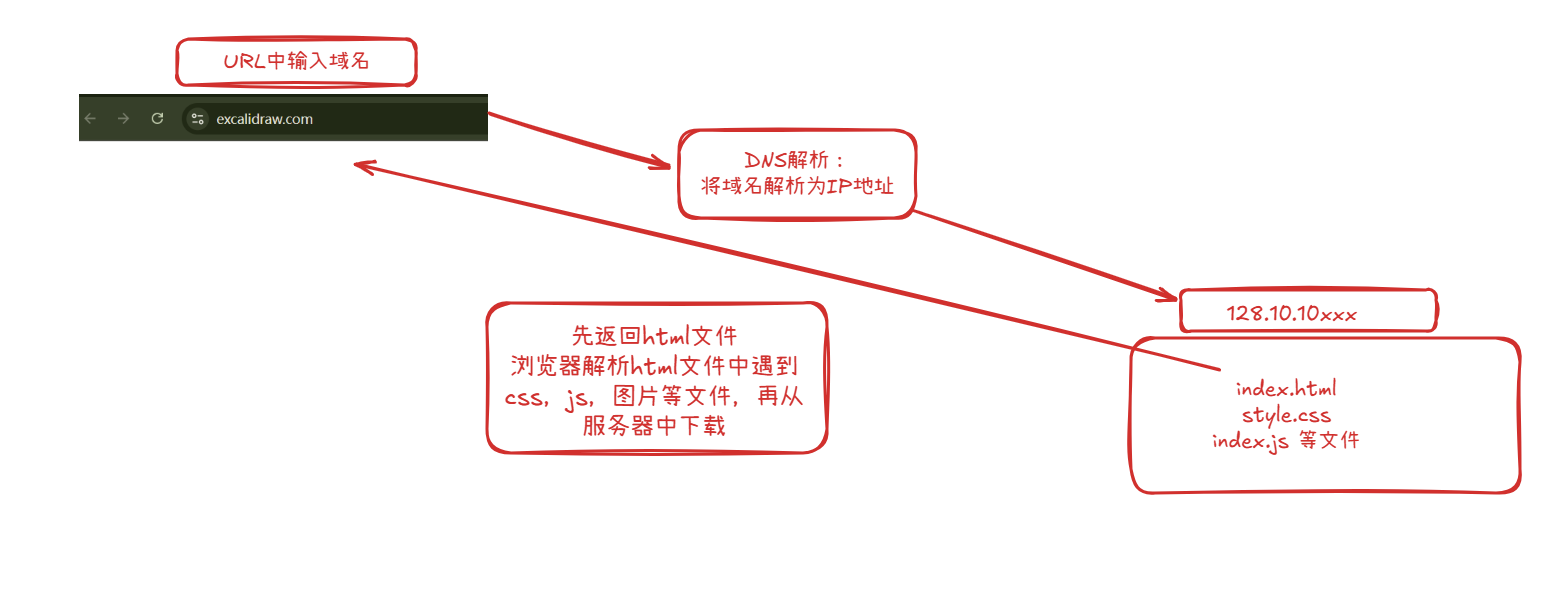 URL中输入域名
excalidraw.com
DNS解析：
将域名解析为IP地址
128.10.10xxx
先返回html文件
浏览器解析html文件中遇到
css，js，图片等文件，再从
服务器中下载
index.html
style.css
index.js 等文件